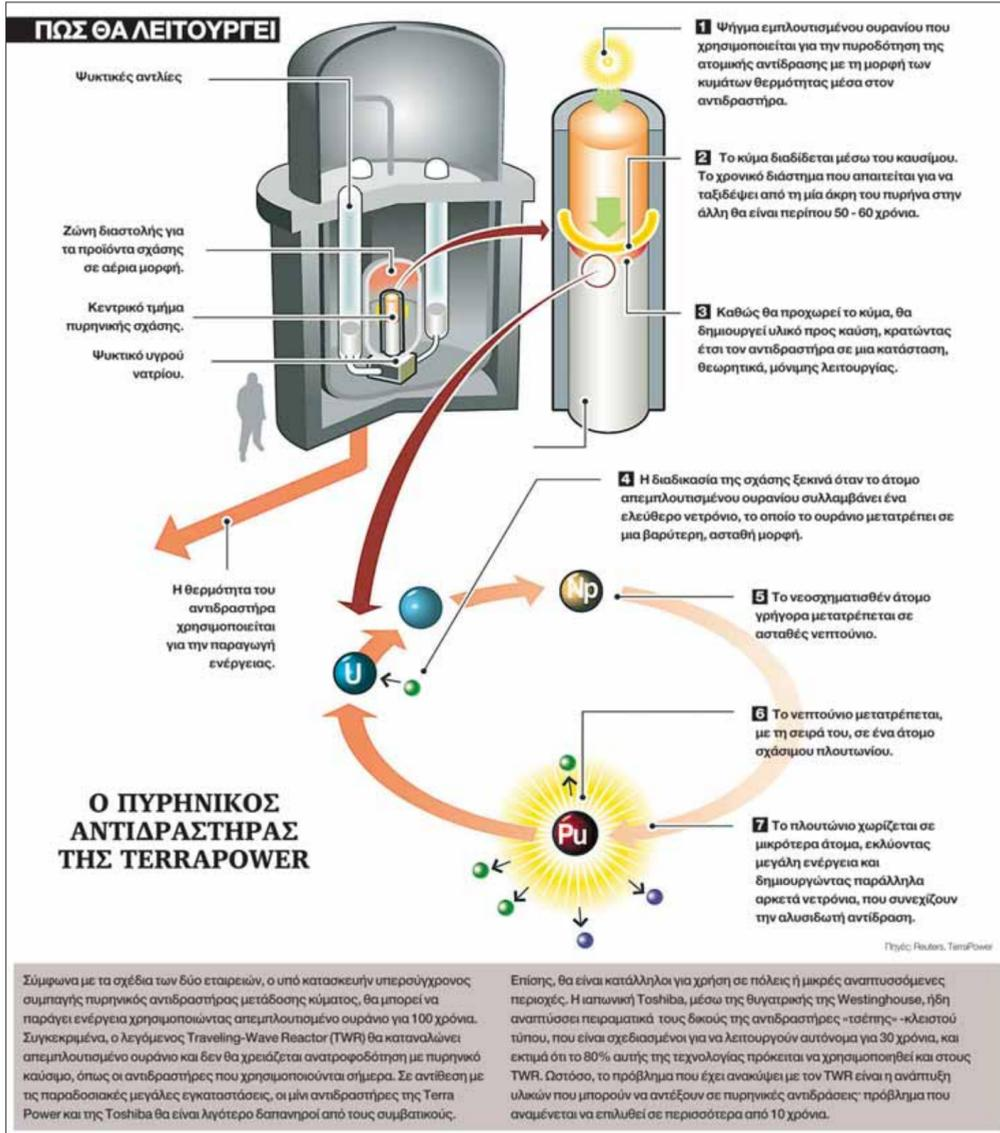 ΠΩΣ ΘΑ ΛΕΙΤΟΥΡΓΕΙ
Ψυκτικές αντλίες
Ζώνη διαστολής για
τα προϊόντα σχάσης
σε αέρια μορφή.
Κεντρικό τμήμα
πυρηνικής σχάσης.
Ψυκτικό υγρού
νατρίου.
1 Ψήγμα εμπλουτισμένου ουρανίου που
χρησιμοποιείται για την πυροδότηση της
ατομικής αντίδρασης με τη μορφή των
κυμάτων θερμότητας μέσα στον
αντιδραστήρα.
2 Το κύμα διαδίδεται μέσω του καυσίμου.
Το χρονικό διάστημα που απαιτείται για να
ταξιδέψει από τη μία άκρη του πυρήνα στην
άλλη θα είναι περίπου 50 - 60 χρόνια.
3 Καθώς θα προχωρεί το κύμα, θα
δημιουργεί υλικό προς καύση, κρατώντας
έτσι τον αντιδραστήρα σε μια κατάσταση,
θεωρητικά, μόνιμης λειτουργίας.
4 Η διαδικασία της σχάσης ξεκινά όταν το άτομο
απεμπλουτισμένου ουρανίου συλλαμβάνει ένα
ελεύθερο νετρόνιο, το οποίο το ουράνιο μετατρέπει σε
μια βαρύτερη, ασταθή μορφή.
Η θερμότητα του
αντιδραστήρα
χρησιμοποιείται
για την παραγωγή
ενέργειας.
Np
U
5 Το νεοσχηματισθέν άτομο
γρήγορα μετατρέπεται σε
ασταθές νεπτούνιο.
6 Το νεπτούνιο μετατρέπεται,
με τη σειρά του, σε ένα άτομο
σχάσιμου πλουτωνίου.
Pu
7 Το πλουτώνιο χωρίζεται σε
μικρότερα άτομα, εκλύοντας
μεγάλη ενέργεια και
δημιουργώντας παράλληλα
αρκετά νετρόνια, που συνεχίζουν
την αλυσιδωτή αντίδραση.
Ο ΠΥΡΗΝΙΚΟΣ
ΑΝΤΙΔΡΑΣΤΗΡΑΣ
ΤΗΣ TERRAPOWER
Πηγές: Reuters, TerraPower
Σύμφωνα με τα σχέδια των δύο εταιρειών, ο υπό κατασκευήν υπερσύγχρονος
συμπαγής πυρηνικός αντιδραστήρας μετάδοσης κύματος, θα μπορεί να
παράγει ενέργεια χρησιμοποιώντας απεμπλουτισμένο ουράνιο για 100 χρόνια.
Συγκεκριμένα, ο λεγόμενος Traveling-Wave Reactor (TWR) θα καταναλώνει
απεμπλουτισμένο ουράνιο και δεν θα χρειάζεται ανατροφοδότηση με πυρηνικό
καύσιμο, όπως οι αντιδραστήρες που χρησιμοποιούνται σήμερα. Σε αντίθεση με
τις παραδοσιακές μεγάλες εγκαταστάσεις, οι μίνι αντιδραστήρες της Terra
Power και της Toshiba θα είναι λιγότερο δαπανηροί από τους συμβατικούς.
Επίσης, θα είναι κατάλληλοι για χρήση σε πόλεις ή μικρές αναπτυσσόμενες
περιοχές. Η ιαπωνική Toshiba, μέσω της θυγατρικής της Westinghouse, ήδη
αναπτύσσει πειραματικά τους δικούς της αντιδραστήρες «τσέπης» -κλειστού
τύπου, που είναι σχεδιασμένοι για να λειτουργούν αυτόνομα για 30 χρόνια, και
εκτιμά ότι το 80% αυτής της τεχνολογίας πρόκειται να χρησιμοποιηθεί και στους
TWR. Ωστόσο, το πρόβλημα που έχει ανακύψει με τον TWR είναι η ανάπτυξη
υλικών που μπορούν να αντέξουν σε πυρηνικές αντιδράσεις· πρόβλημα που
αναμένεται να επιλυθεί σε περισσότερα από 10 χρόνια.